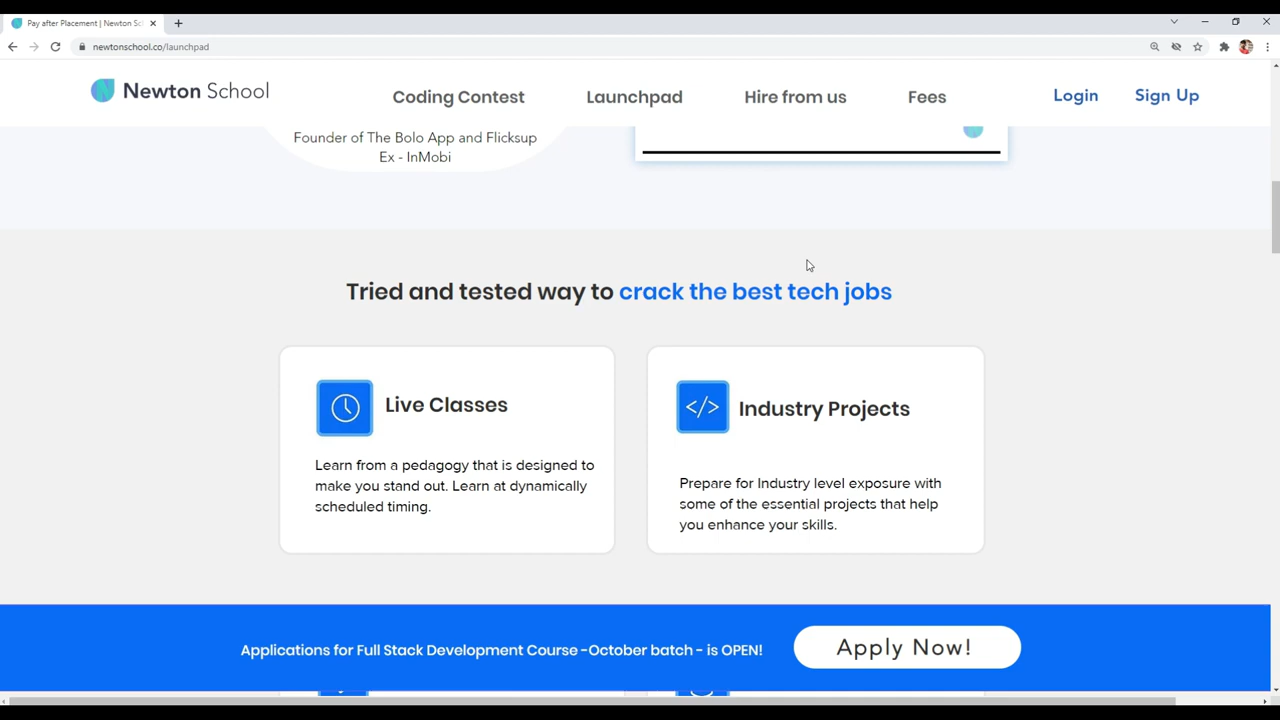 Pay after Placement | Newton Sc
newtonschool.co/launchpad
Newton School
Coding Contest
Launchpad
Hire from us
Fees
Login
Sign Up
Founder of The Bolo App and Flicksup
Ex - InMobi
Tried and tested way to crack the best tech jobs
Live Classes
Learn from a pedagogy that is designed to
make you stand out. Learn at dynamically
scheduled timing.
</> Industry Projects
Prepare for Industry level exposure with
some of the essential projects that help
you enhance your skills.
Applications for Full Stack Development Course -October batch - is OPEN!
Apply Now!